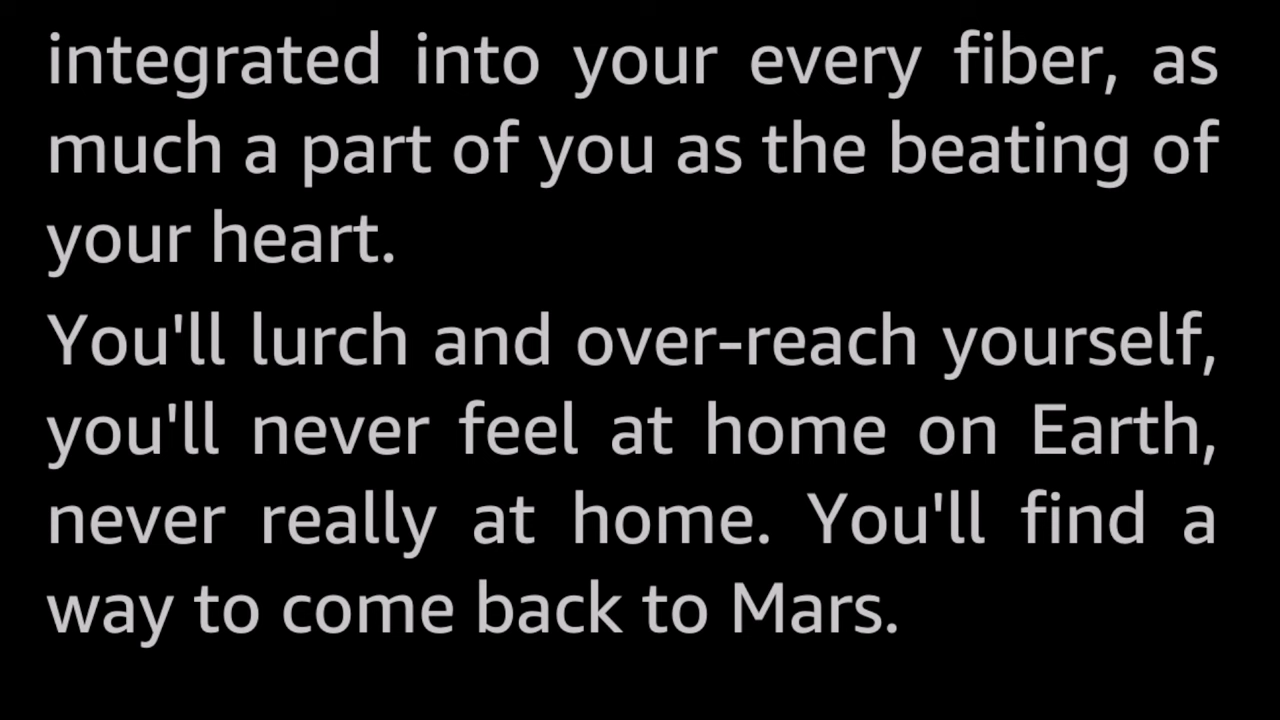 integrated into your every fiber, as
much a part of you as the beating of
your heart.
You'll lurch and over-reach yourself,
you'll never feel at home on Earth,
never really at home. You'll find a
way to come back to Mars.